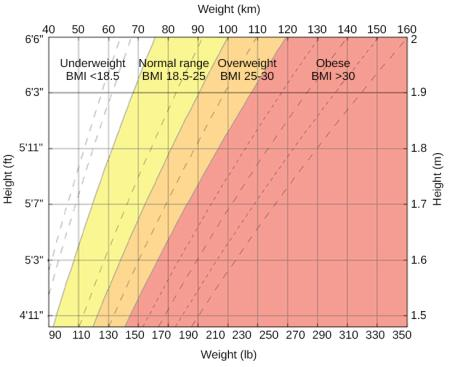 Weight (km)
40 50 60 70 80 90 100 110 120 130 140 150 160
6'6" 2
Underweight Normal range Overweight Obese
BMI <18.5 BMI 18,5-25 BMI 25-30 BMI >30
6'3" 1.9
5'11" 1.8
Height (ft) Height (m)
5'7" 1.7
5'3" 1.6
4'11" 1.5
90 110 130 150 170 190 210 230 250 270 290 310 330 350
Weight (lb)